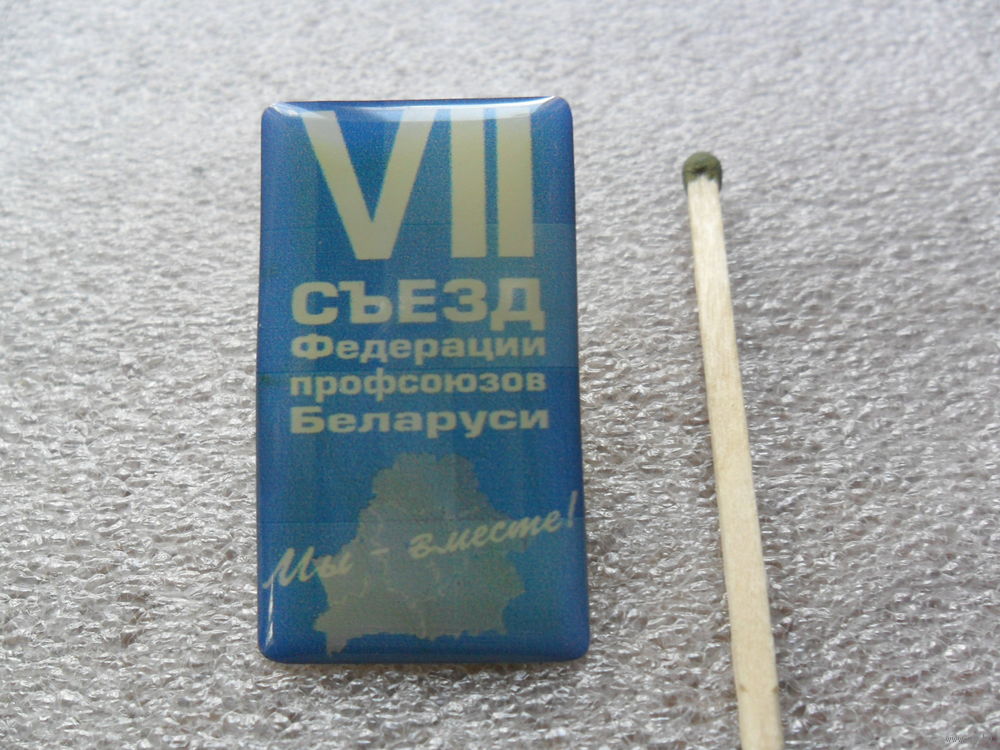 VII
СЪЕЗД
Федерации
профсоюзов
Беларуси
Мы - вместе!